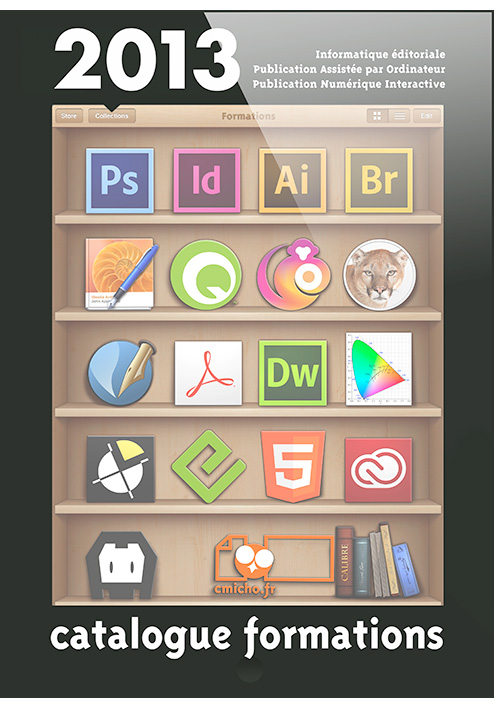 2013
Informatique éditoriale
Publication Assistée par Ordinateur
Publication Numérique Interactive
Store Collections Formations Edit
Ps Id Ai Br
Dw
5
CALIBRE
cmicho.fr
catalogue formations